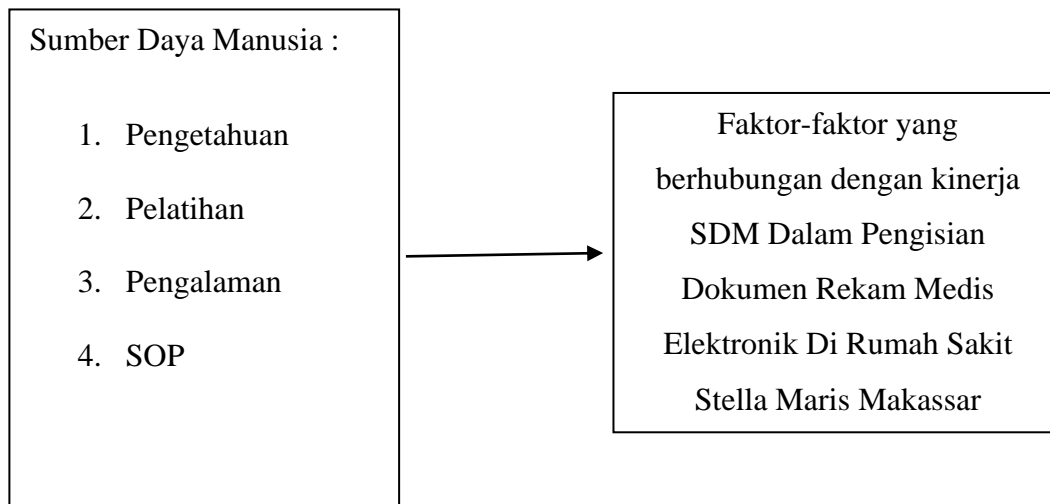 Sumber Daya Manusia :
1. Pengetahuan
2. Pelatihan
3. Pengalaman
4. SOP
Faktor-faktor yang
berhubungan dengan kinerja
SDM Dalam Pengisian
Dokumen Rekam Medis
Elektronik Di Rumah Sakit
Stella Maris Makassar